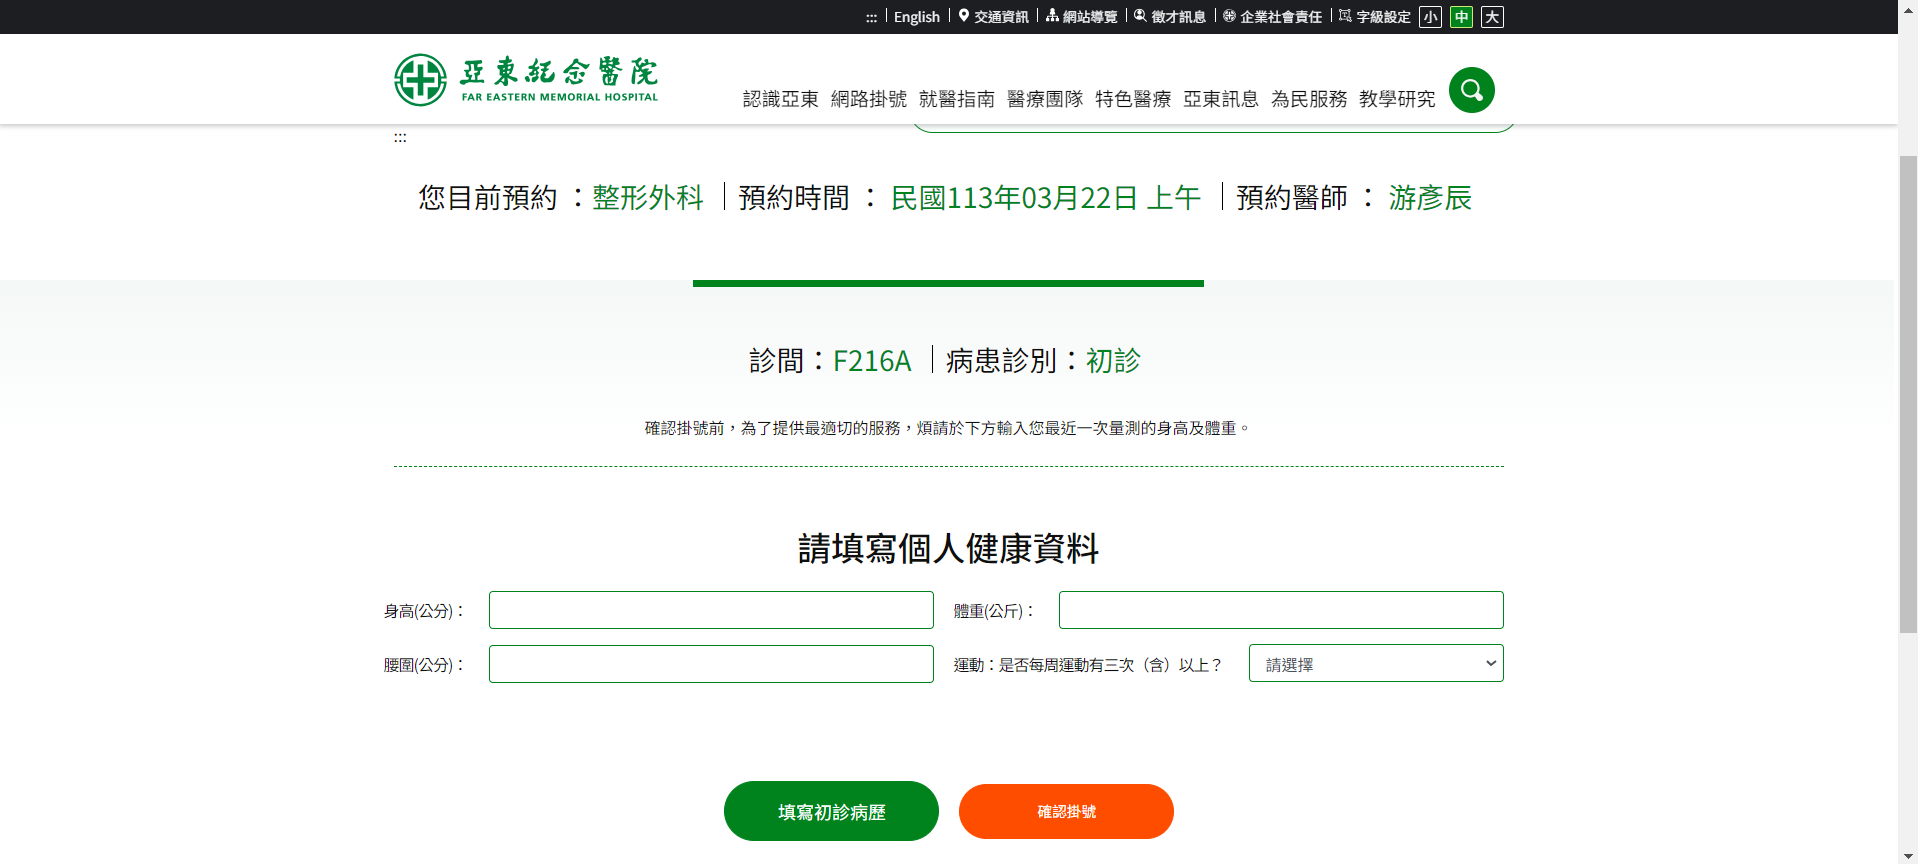 ::: English 交通資訊 網站導覽 徵才訊息 企業社會責任 字級設定 小 中 大
亞東紀念醫院
FAR EASTERN MEMORIAL HOSPITAL
認識亞東 網路掛號 就醫指南 醫療團隊 特色醫療 亞東訊息 為民服務 教學研究
:::
您目前預約 ：整形外科 預約時間 ： 民國113年03月22日 上午 預約醫師 ： 游彥辰
診間：F216A 病患診別：初診
確認掛號前，為了提供最適切的服務，煩請於下方輸入您最近一次量測的身高及體重。
請填寫個人健康資料
身高(公分)： 體重(公斤)：
腰圍(公分)： 運動：是否每周運動有三次（含）以上？ 請選擇
填寫初診病歷 確認掛號